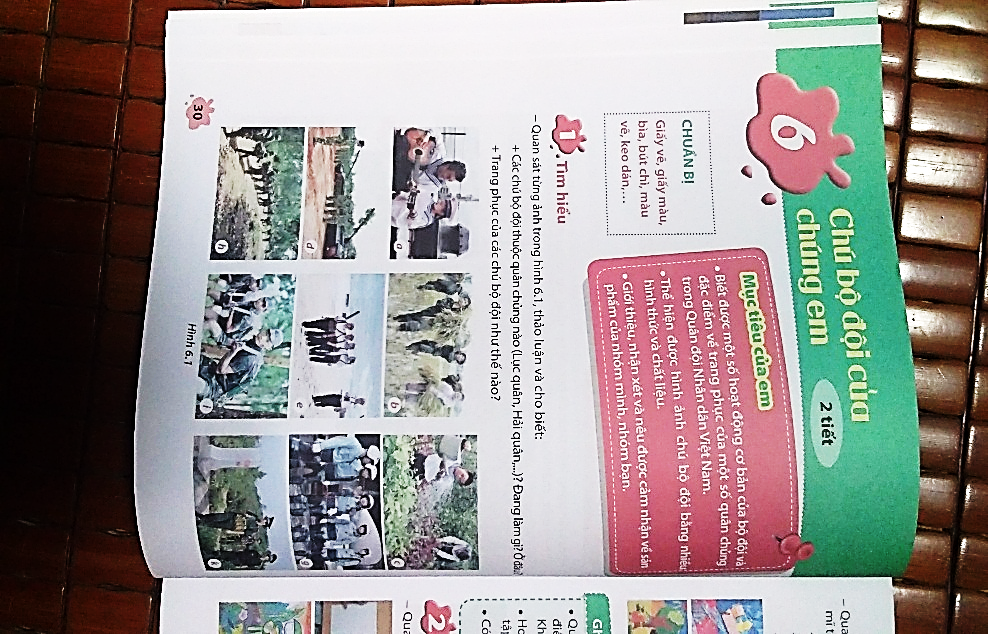 6
Chú bộ đội của
chúng em
2 tiết
CHUẨN BỊ
Giấy vẽ, giấy màu,
bìa, bút chì, màu
vẽ, keo dán,...
Mục tiêu của em
• Biết được một số hoạt động cơ bản của bộ đội và
đặc điểm về trang phục của một số quân chủng
trong Quân đội Nhân dân Việt Nam.
• Thể hiện được hình ảnh chú bộ đội bằng nhiều
hình thức và chất liệu.
• Giới thiệu, nhận xét và nêu được cảm nhận về sản
phẩm của nhóm mình, nhóm bạn.
1 Tìm hiểu
– Quan sát từng ảnh trong hình 6.1, thảo luận và cho biết:
+ Các chú bộ đội thuộc quân chủng nào (Lục quân, Hải quân,...)? Đang làm gì? Ở đâu
+ Trang phục của các chú bộ đội như thế nào?
a
b
c
d
e
g
h
i
k
Hình 6.1
30
– Qua
2
– Qua